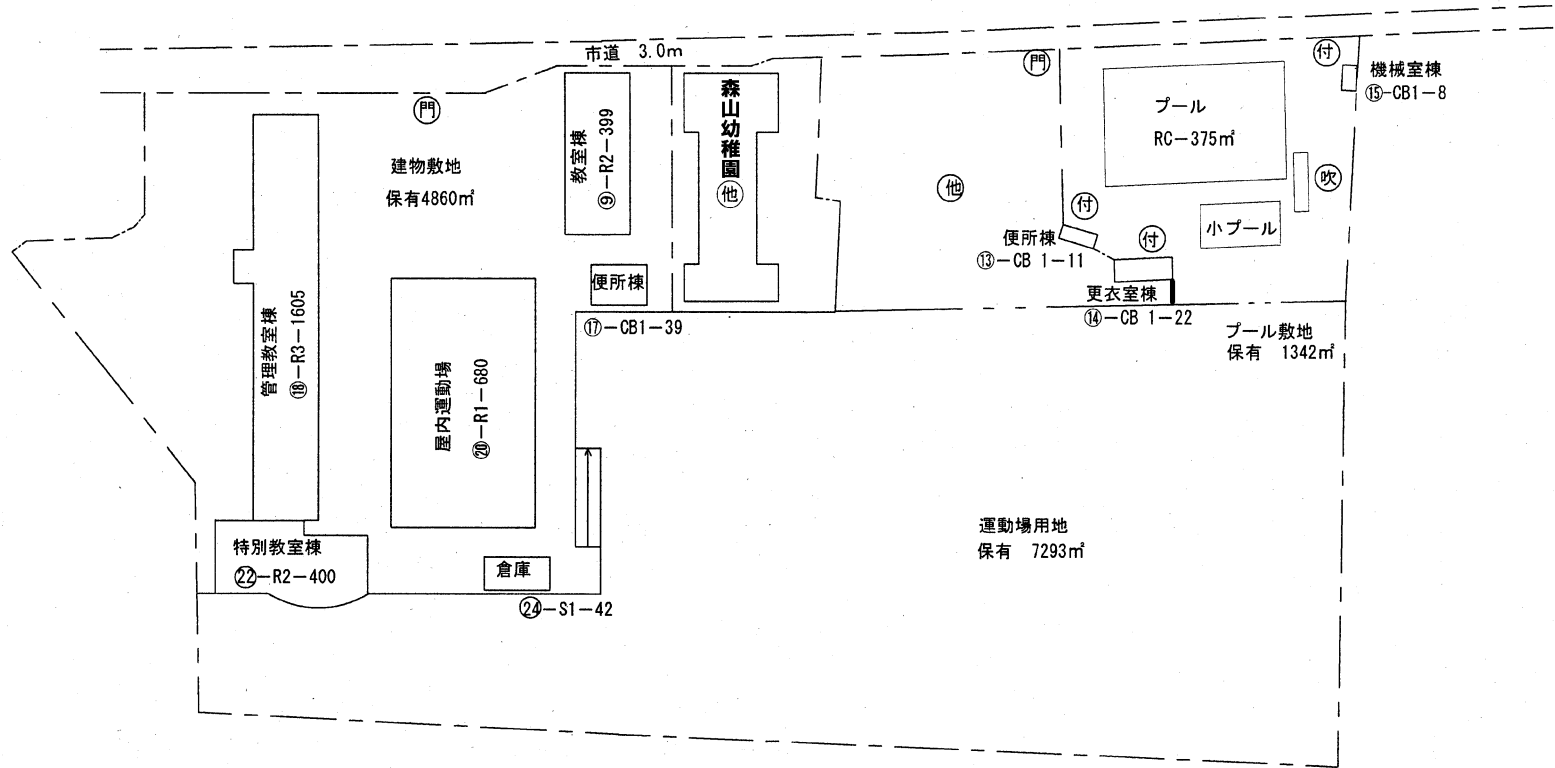 市道 3.0m
門
建物敷地
保有4860㎡
教室棟
⑨-R2-399
森山幼稚園
他
門
プール
RC-375㎡
付
機械室棟
⑮-CB1-8
吹
他
付
小プール
便所棟
⑬-CB 1-11
付
更衣室棟
⑭-CB 1-22
プール敷地
保有 1342㎡
便所棟
⑰-CB1-39
管理教室棟
⑱-R3-1605
屋内運動場
⑳-R1-680
特別教室棟
㉒-R2-400
倉庫
㉔-S1-42
運動場用地
保有 7293㎡